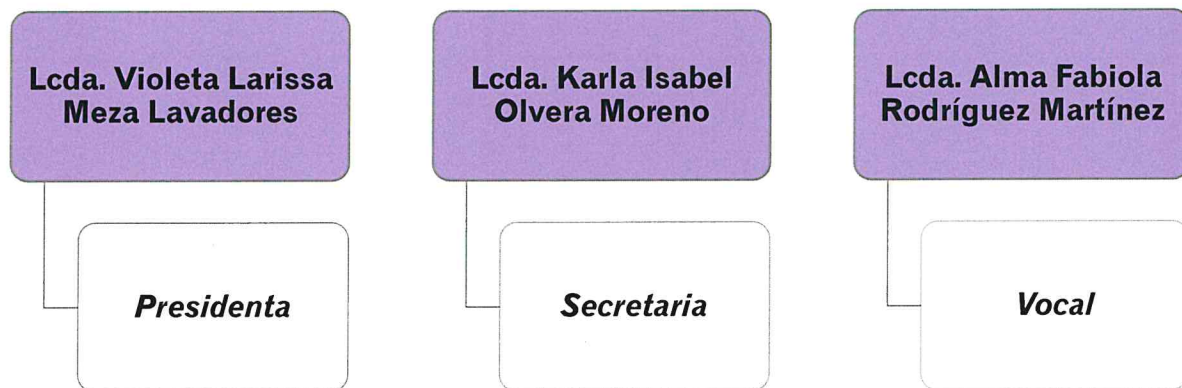 Lcda. Violeta Larissa
Meza Lavadores
Presidenta
Lcda. Karla Isabel
Olvera Moreno
Secretaria
Lcda. Alma Fabiola
Rodríguez Martínez
Vocal